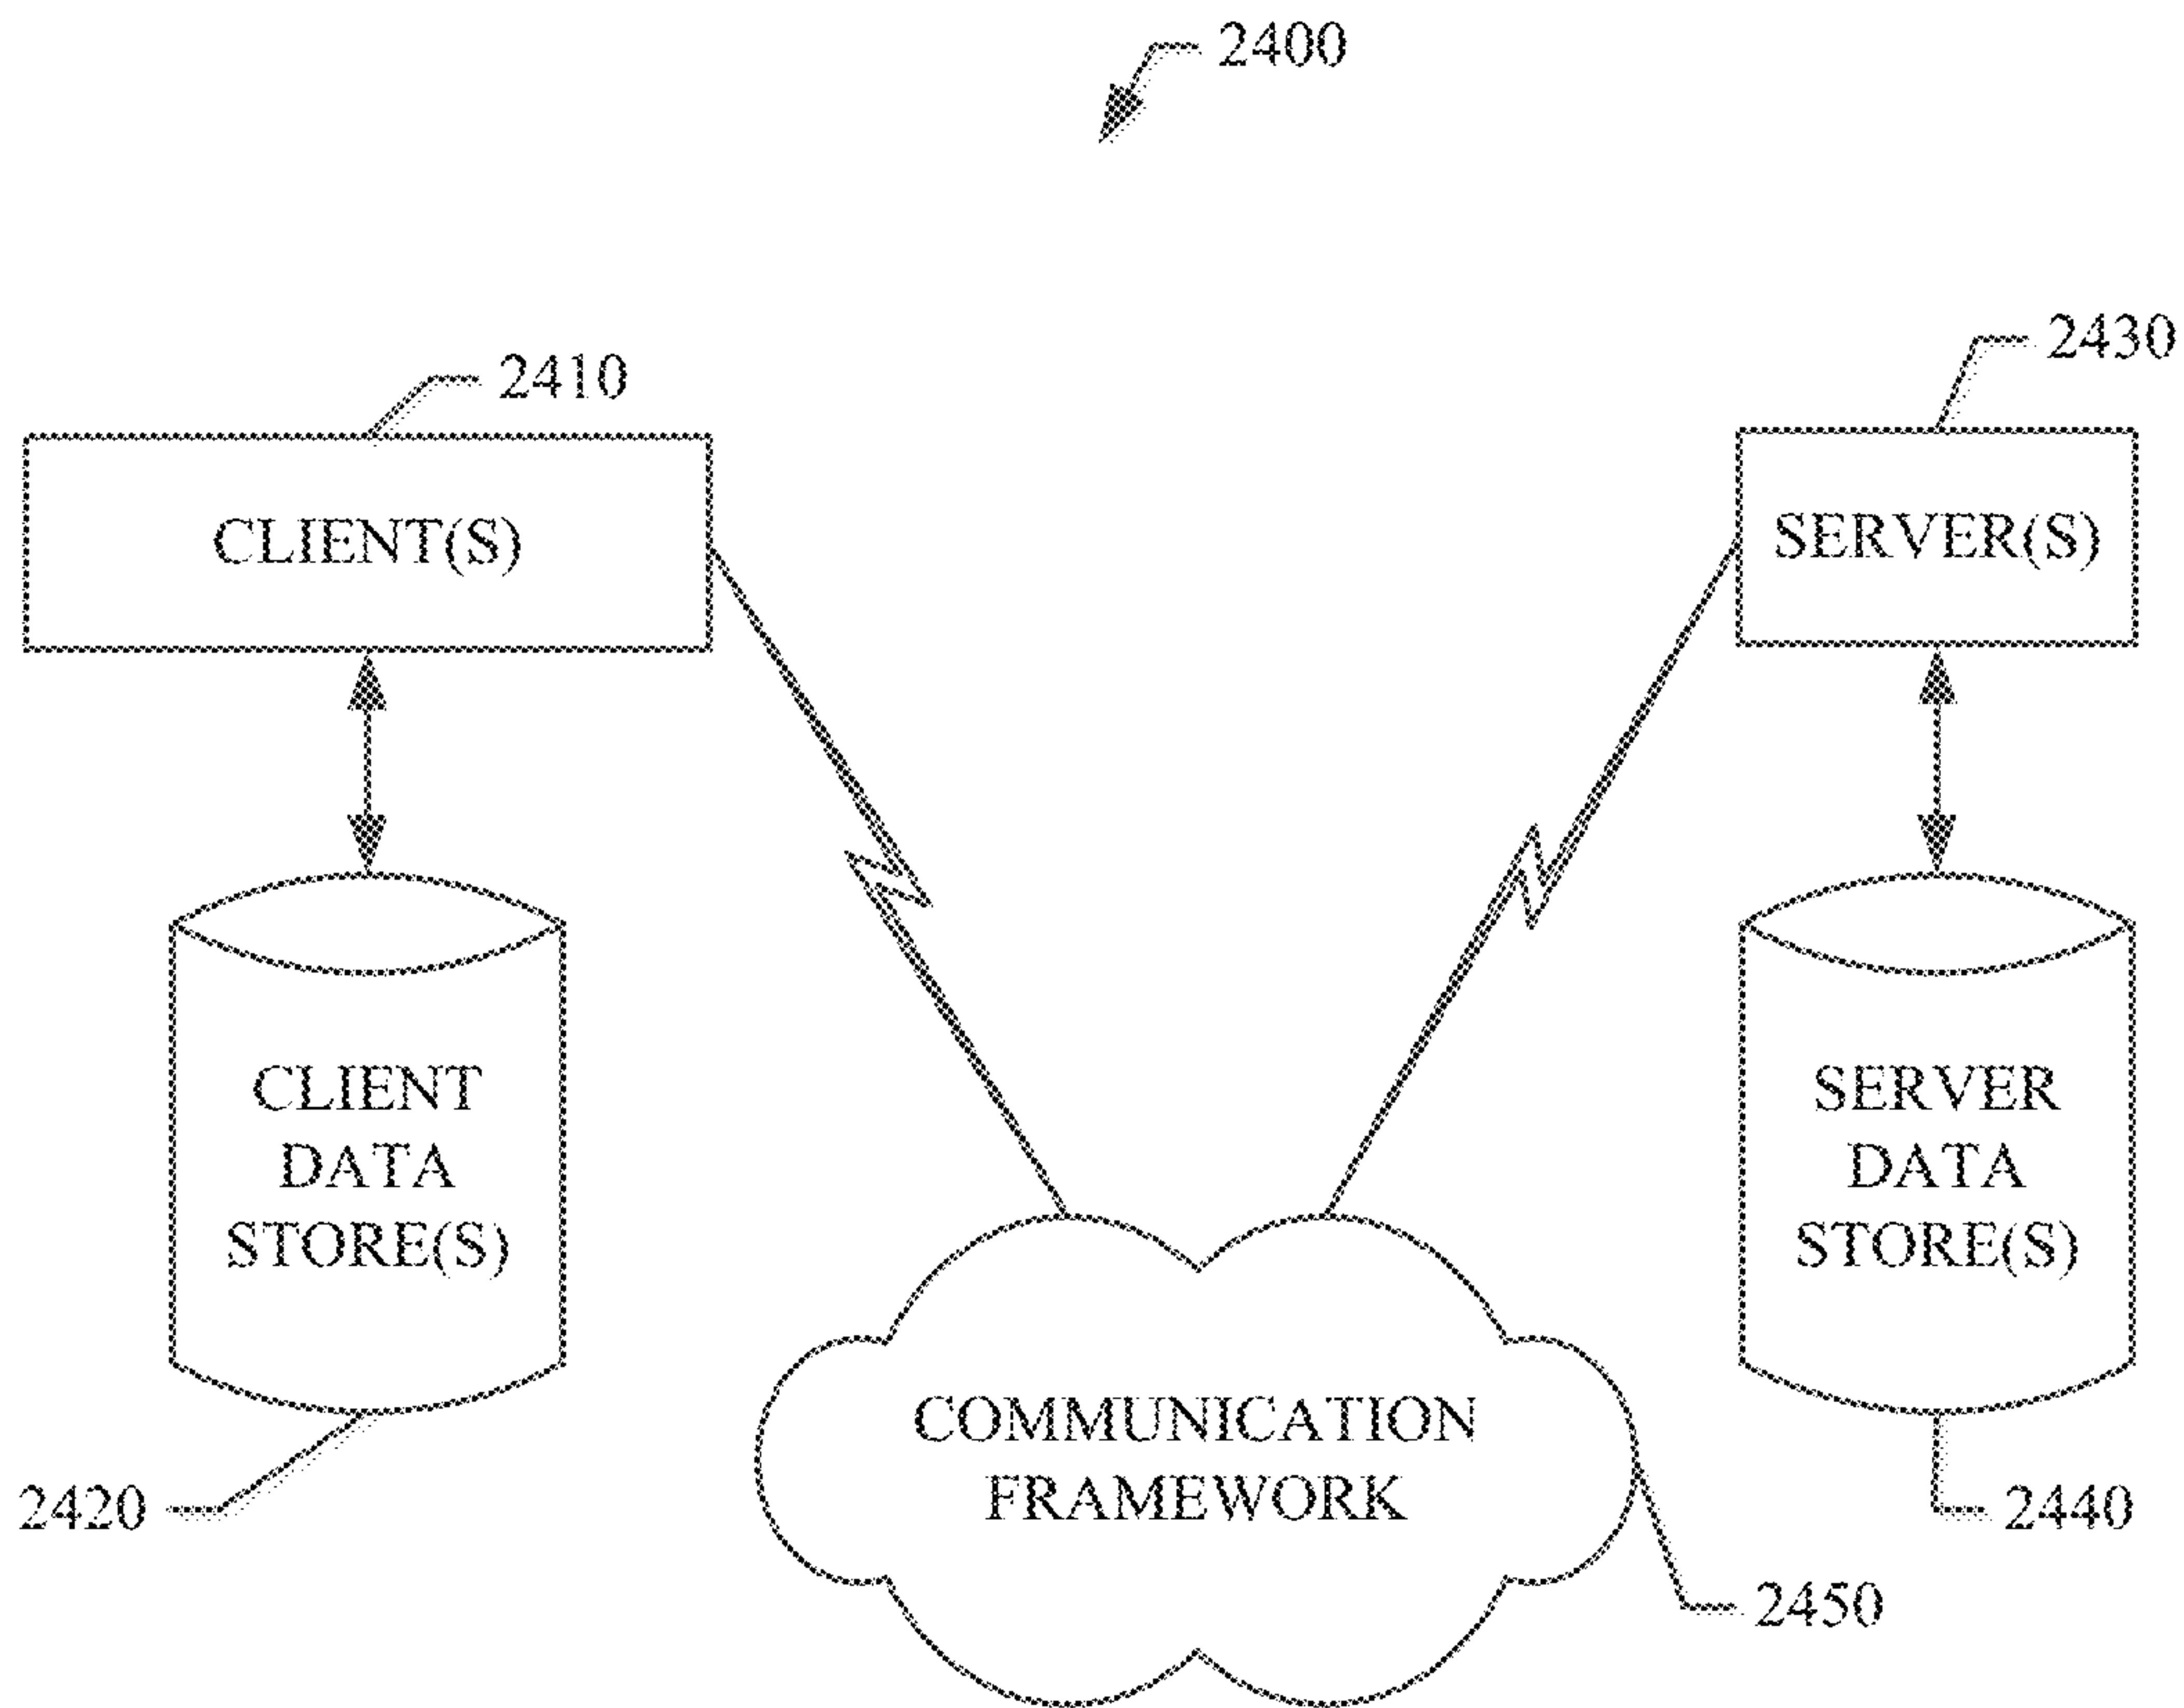 2400
2410
2430
CLIENT(S)
SERVER(S)
CLIENT
DATA
STORE(S)
SERVER
DATA
STORE(S)
COMMUNICATION
FRAMEWORK
2420
2440
2450